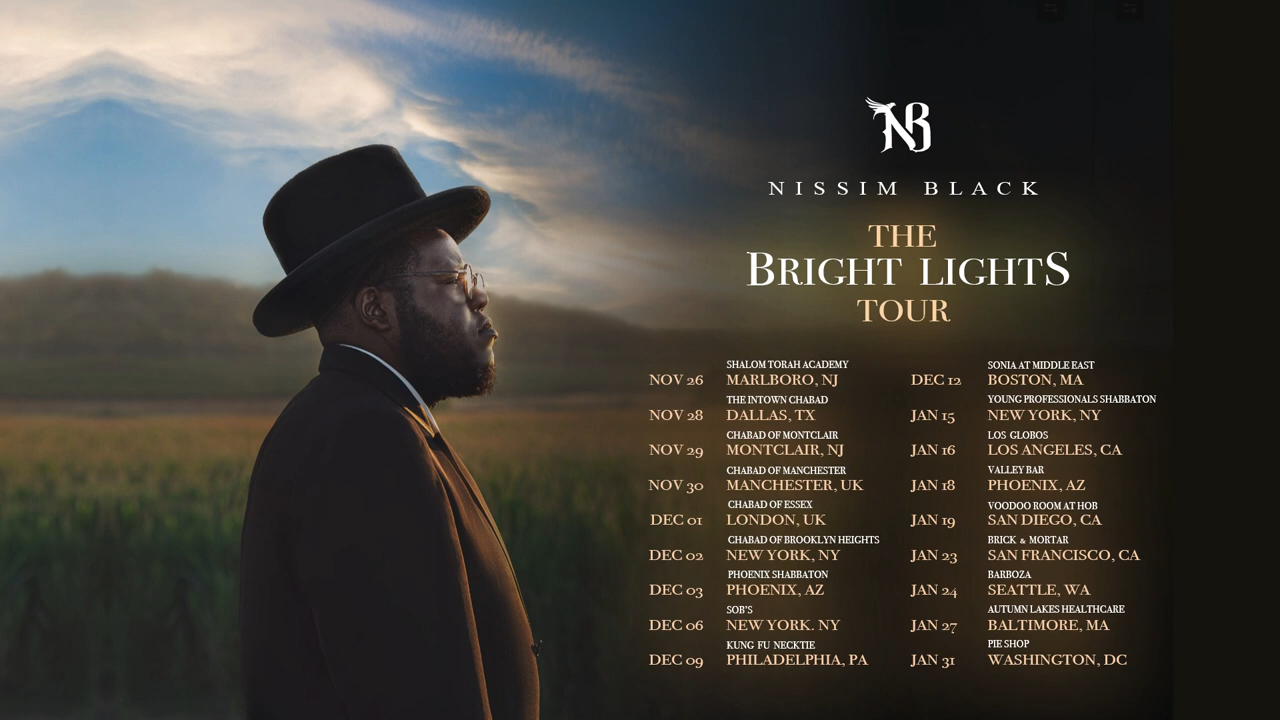 NB
NISSIM BLACK
THE
BRIGHT LIGHTS
TOUR
SHALOM TORAH ACADEMY
NOV 26 MARLBORO, NJ
THE INTOWN CHABAD
NOV 28 DALLAS, TX
CHABAD OF MONTCLAIR
NOV 29 MONTCLAIR, NJ
CHABAD OF MANCHESTER
NOV 30 MANCHESTER, UK
CHABAD OF ESSEX
DEC 01 LONDON, UK
CHABAD OF BROOKLYN HEIGHTS
DEC 02 NEW YORK, NY
PHOENIX SHABBATON
DEC 03 PHOENIX, AZ
SOB'S
DEC 06 NEW YORK. NY
KUNG FU NECKTIE
DEC 09 PHILADELPHIA, PA
SONIA AT MIDDLE EAST
DEC 12 BOSTON, MA
YOUNG PROFESSIONALS SHABBATON
JAN 15 NEW YORK, NY
LOS GLOBOS
JAN 16 LOS ANGELES, CA
VALLEY BAR
JAN 18 PHOENIX, AZ
VOODOO ROOM AT HOB
JAN 19 SAN DIEGO, CA
BRICK & MORTAR
JAN 23 SAN FRANCISCO, CA
BARBOZA
JAN 24 SEATTLE, WA
AUTUMN LAKES HEALTHCARE
JAN 27 BALTIMORE, MA
PIE SHOP
JAN 31 WASHINGTON, DC